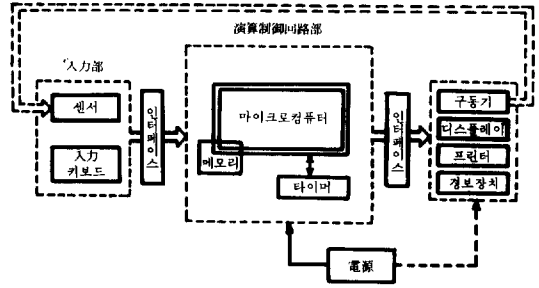 演算制御回路部
入力部
센서
입력
키보드
인터페이스
마이크로컴퓨터
메모리
타이머
인터페이스
구동기
디스플레이
프린터
경보장치
電源